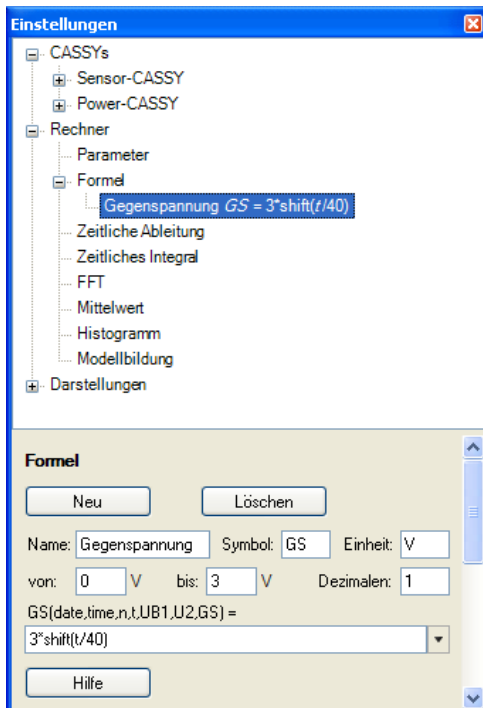 Einstellungen
CASSYs
Sensor-CASSY
Power-CASSY
Rechner
Parameter
Formel
Gegenspannung GS = 3*shift(t/40)
Zeitliche Ableitung
Zeitliches Integral
FFT
Mittelwert
Histogramm
Modellbildung
Darstellungen
Formel
Neu Löschen
Name: Gegenspannung Symbol: GS Einheit: V
von: 0 V bis: 3 V Dezimalen: 1
GS(date,time,n,t,UB1,U2,GS) =
3*shift(t/40)
Hilfe